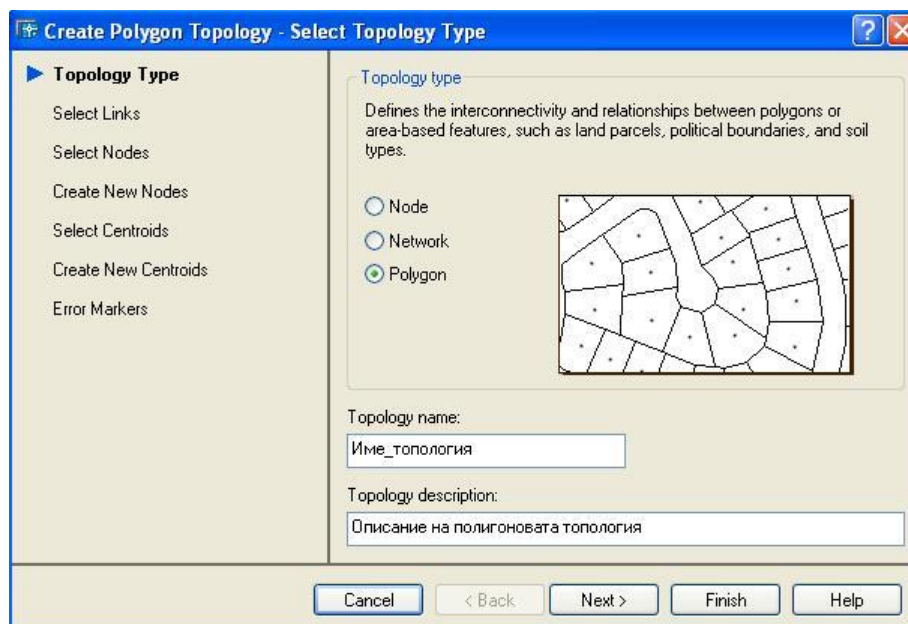 Create Polygon Topology - Select Topology Type
Topology Type
Select Links
Select Nodes
Create New Nodes
Select Centroids
Create New Centroids
Error Markers
Topology type
Defines the interconnectivity and relationships between polygons or
area-based features, such as land parcels, political boundaries, and soil
types.
Node
Network
Polygon
Topology name:
Име_топология
Topology description:
Описание на полигоновата топология
Cancel
< Back
Next >
Finish
Help